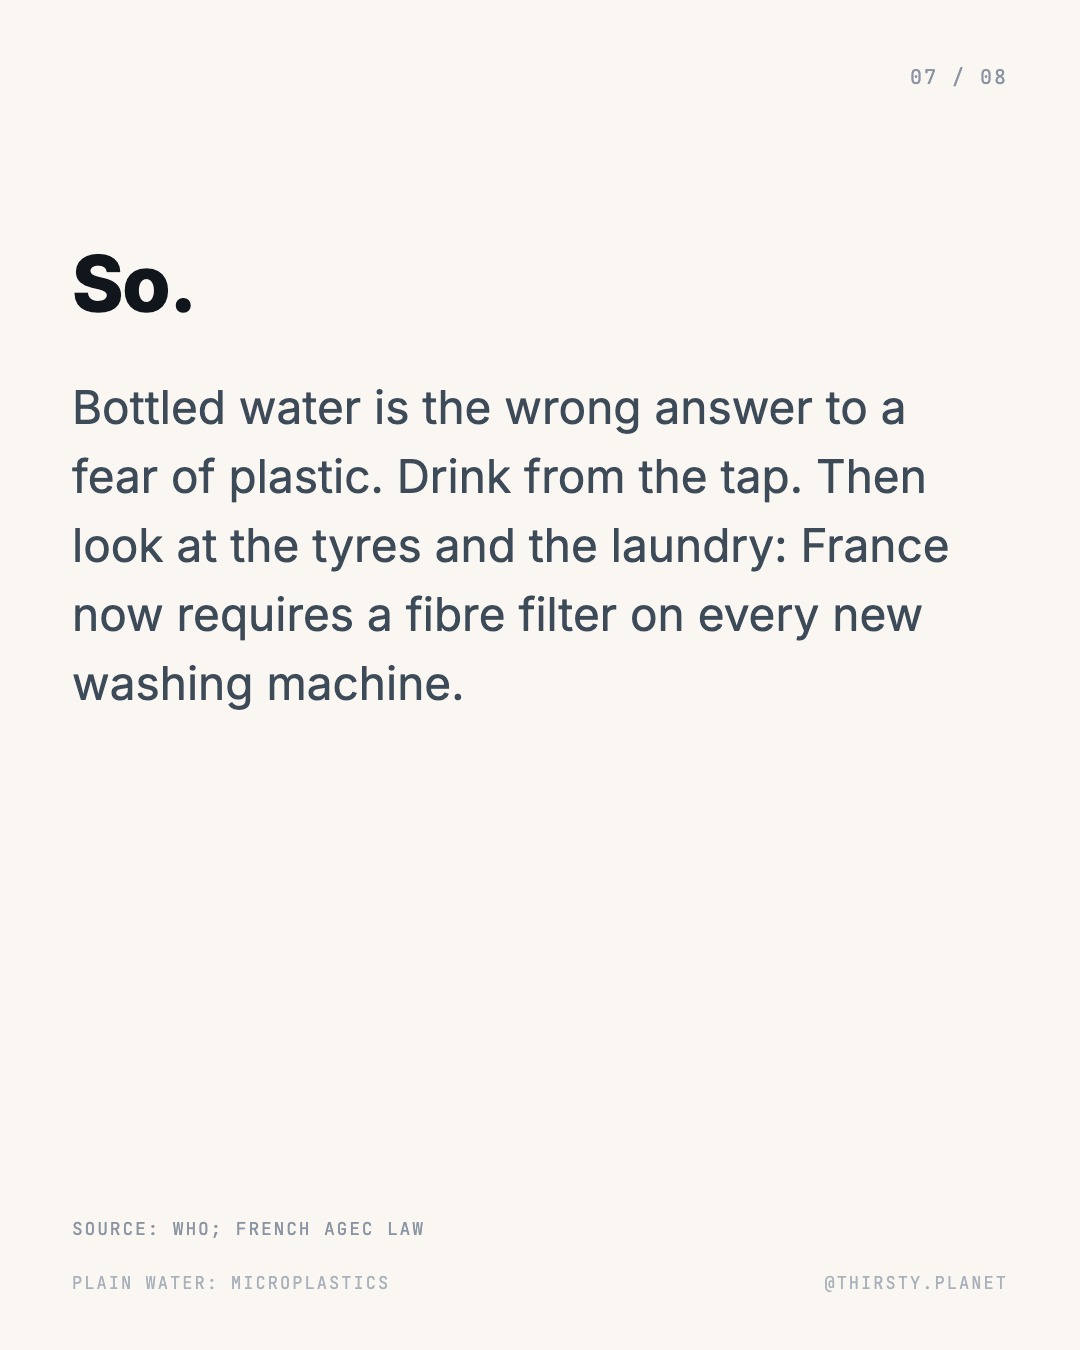 07 / 08
So.
Bottled water is the wrong answer to a
fear of plastic. Drink from the tap. Then
look at the tyres and the laundry: France
now requires a fibre filter on every new
washing machine.
SOURCE: WHO; FRENCH AGEC LAW
PLAIN WATER: MICROPLASTICS
@THIRSTY.PLANET